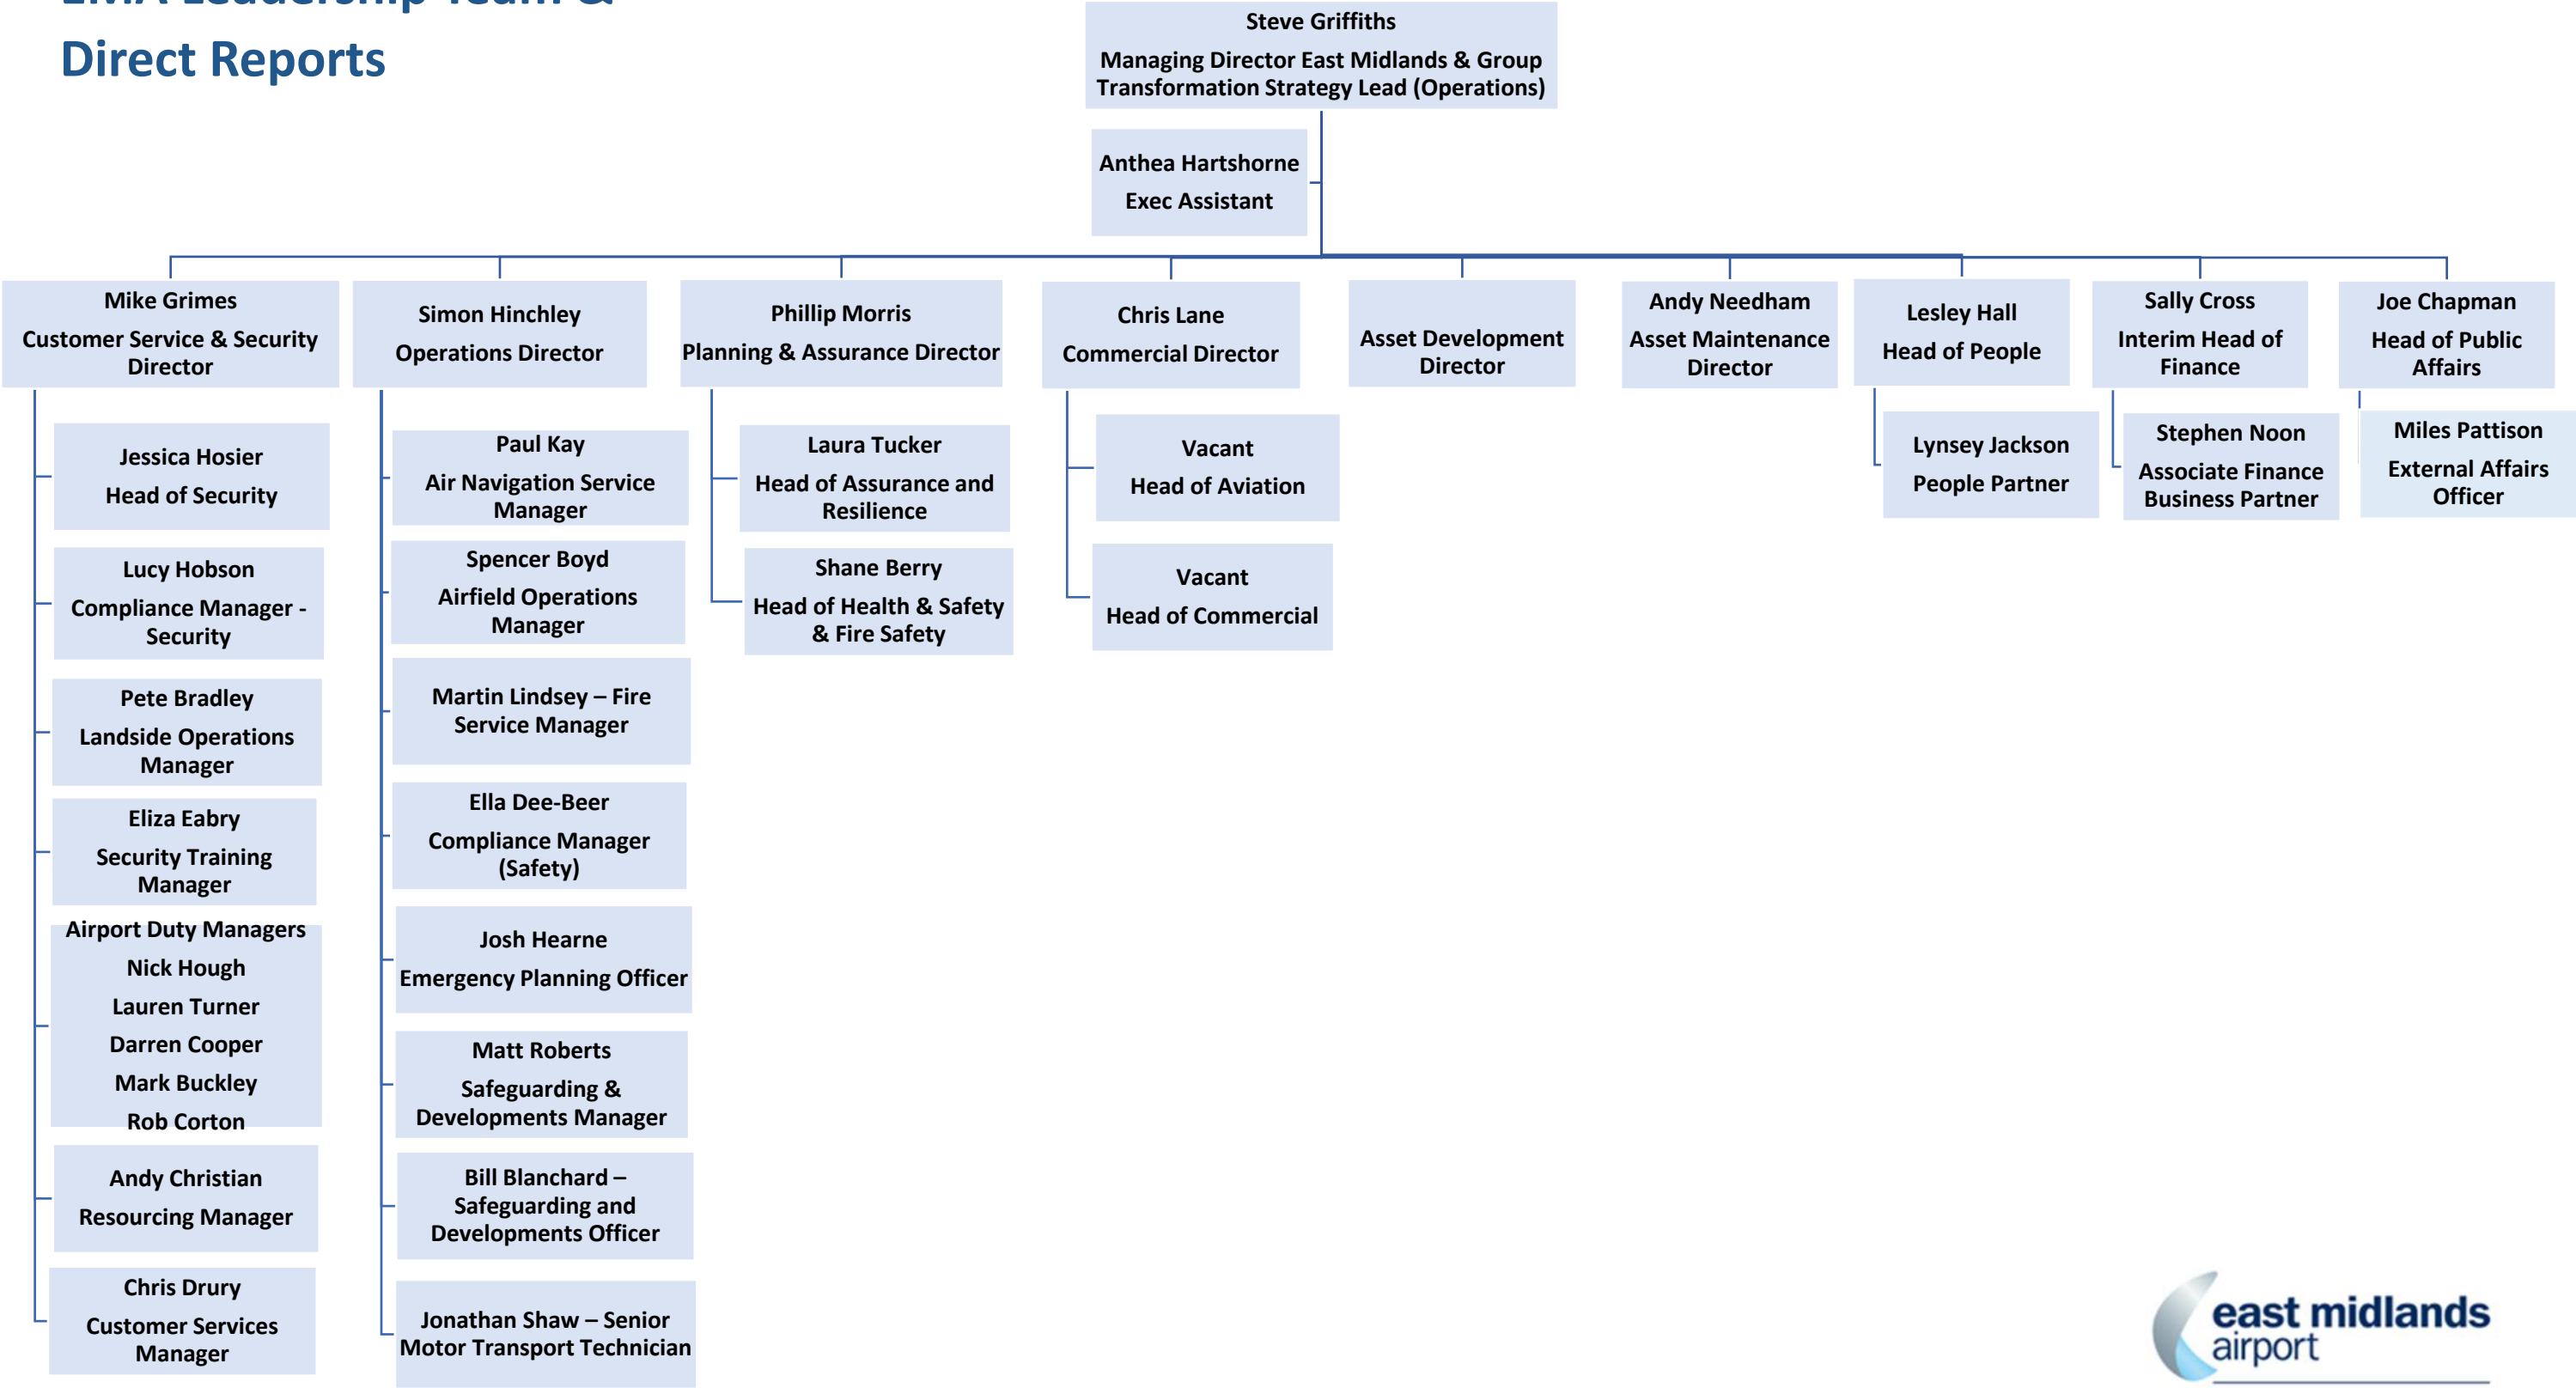 EMA Leadership Team &
Direct Reports
Steve Griffiths
Managing Director East Midlands & Group
Transformation Strategy Lead (Operations)
Anthea Hartshorne
Exec Assistant
Mike Grimes
Customer Service & Security
Director
Simon Hinchley
Operations Director
Phillip Morris
Planning & Assurance Director
Chris Lane
Commercial Director
Asset Development
Director
Andy Needham
Asset Maintenance
Director
Lesley Hall
Head of People
Sally Cross
Interim Head of
Finance
Joe Chapman
Head of Public
Affairs
Jessica Hosier
Head of Security
Lucy Hobson
Compliance Manager -
Security
Pete Bradley
Landside Operations
Manager
Eliza Eabry
Security Training
Manager
Airport Duty Managers
Nick Hough
Lauren Turner
Darren Cooper
Mark Buckley
Rob Corton
Andy Christian
Resourcing Manager
Chris Drury
Customer Services
Manager
Paul Kay
Air Navigation Service
Manager
Spencer Boyd
Airfield Operations
Manager
Martin Lindsey – Fire
Service Manager
Ella Dee-Beer
Compliance Manager
(Safety)
Josh Hearne
Emergency Planning Officer
Matt Roberts
Safeguarding &
Developments Manager
Bill Blanchard –
Safeguarding and
Developments Officer
Jonathan Shaw – Senior
Motor Transport Technician
Laura Tucker
Head of Assurance and
Resilience
Shane Berry
Head of Health & Safety
& Fire Safety
Vacant
Head of Aviation
Vacant
Head of Commercial
Lynsey Jackson
People Partner
Stephen Noon
Associate Finance
Business Partner
Miles Pattison
External Affairs
Officer
east midlands
airport